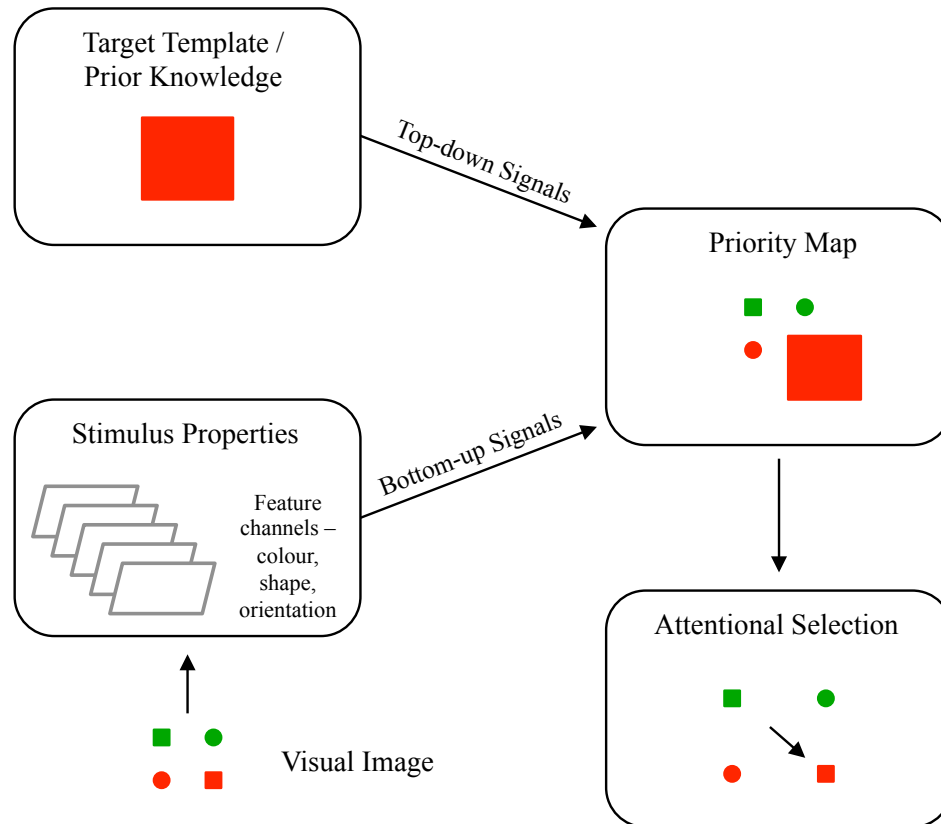 Target Template /
Prior Knowledge
Top-down Signals
Priority Map
Stimulus Properties
Feature
channels –
colour,
shape,
orientation
Bottom-up Signals
Attentional Selection
Visual Image